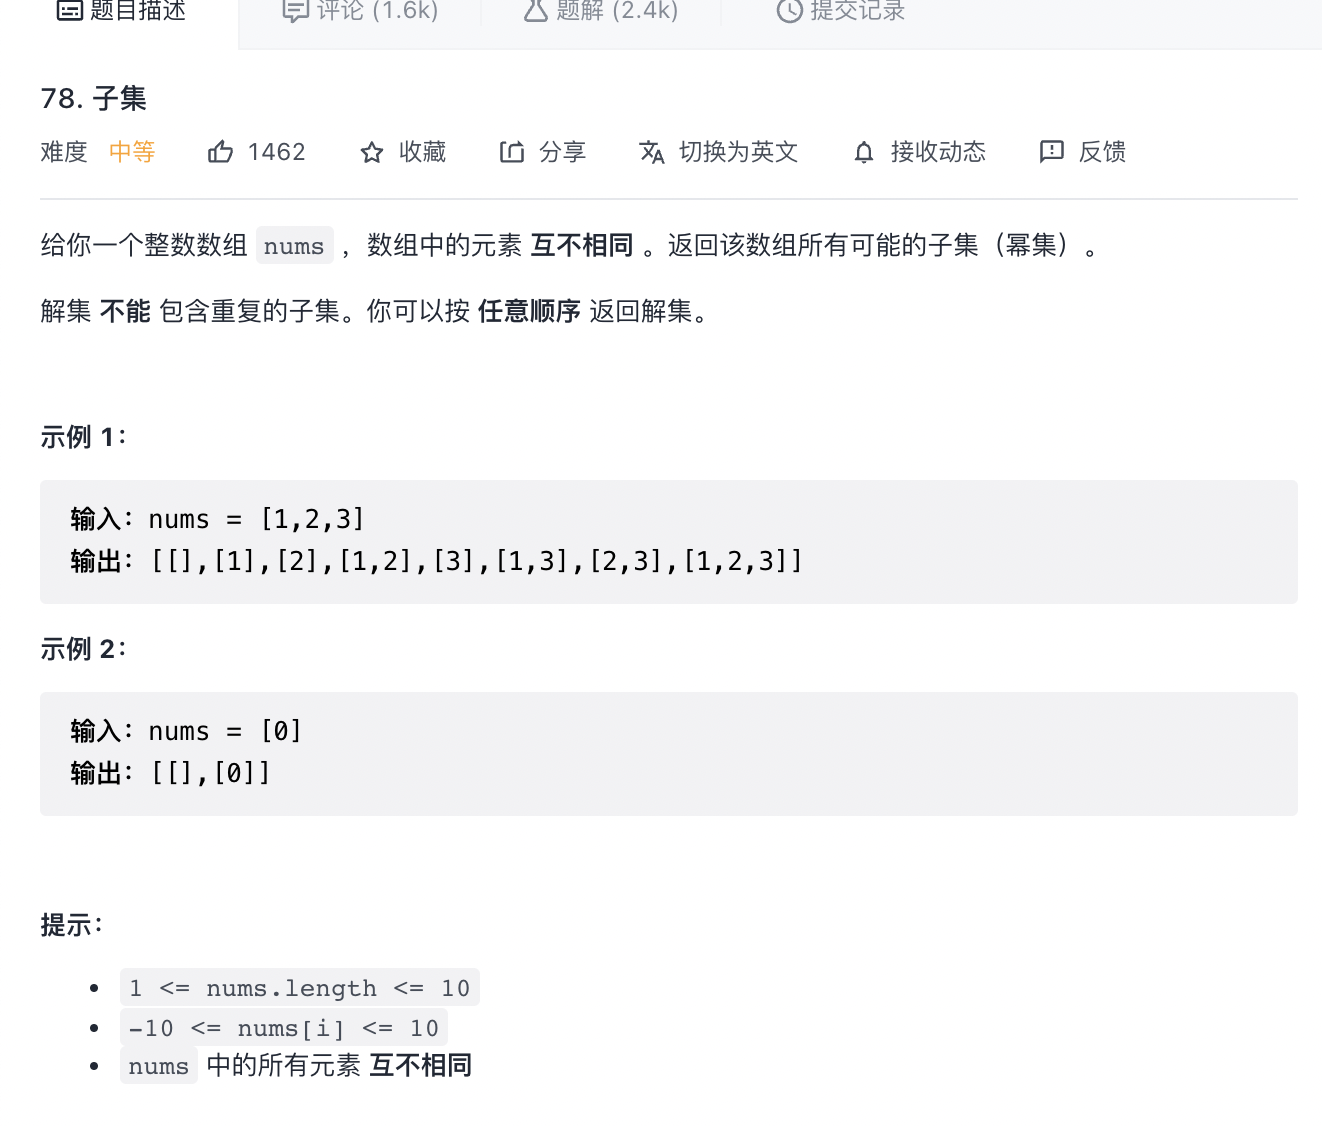 题目描述 评论 (1.6k) 题解 (2.4k) 提交记录
78. 子集
难度 中等 1462 收藏 分享 切换为英文 接收动态 反馈
给你一个整数数组 nums ，数组中的元素 互不相同 。返回该数组所有可能的子集（幂集）。
解集 不能 包含重复的子集。你可以按 任意顺序 返回解集。
示例 1：
输入：nums = [1,2,3]
输出：[[],[1],[2],[1,2],[3],[1,3],[2,3],[1,2,3]]
示例 2：
输入：nums = [0]
输出：[[],[0]]
提示：
1 <= nums.length <= 10
-10 <= nums[i] <= 10
nums 中的所有元素 互不相同